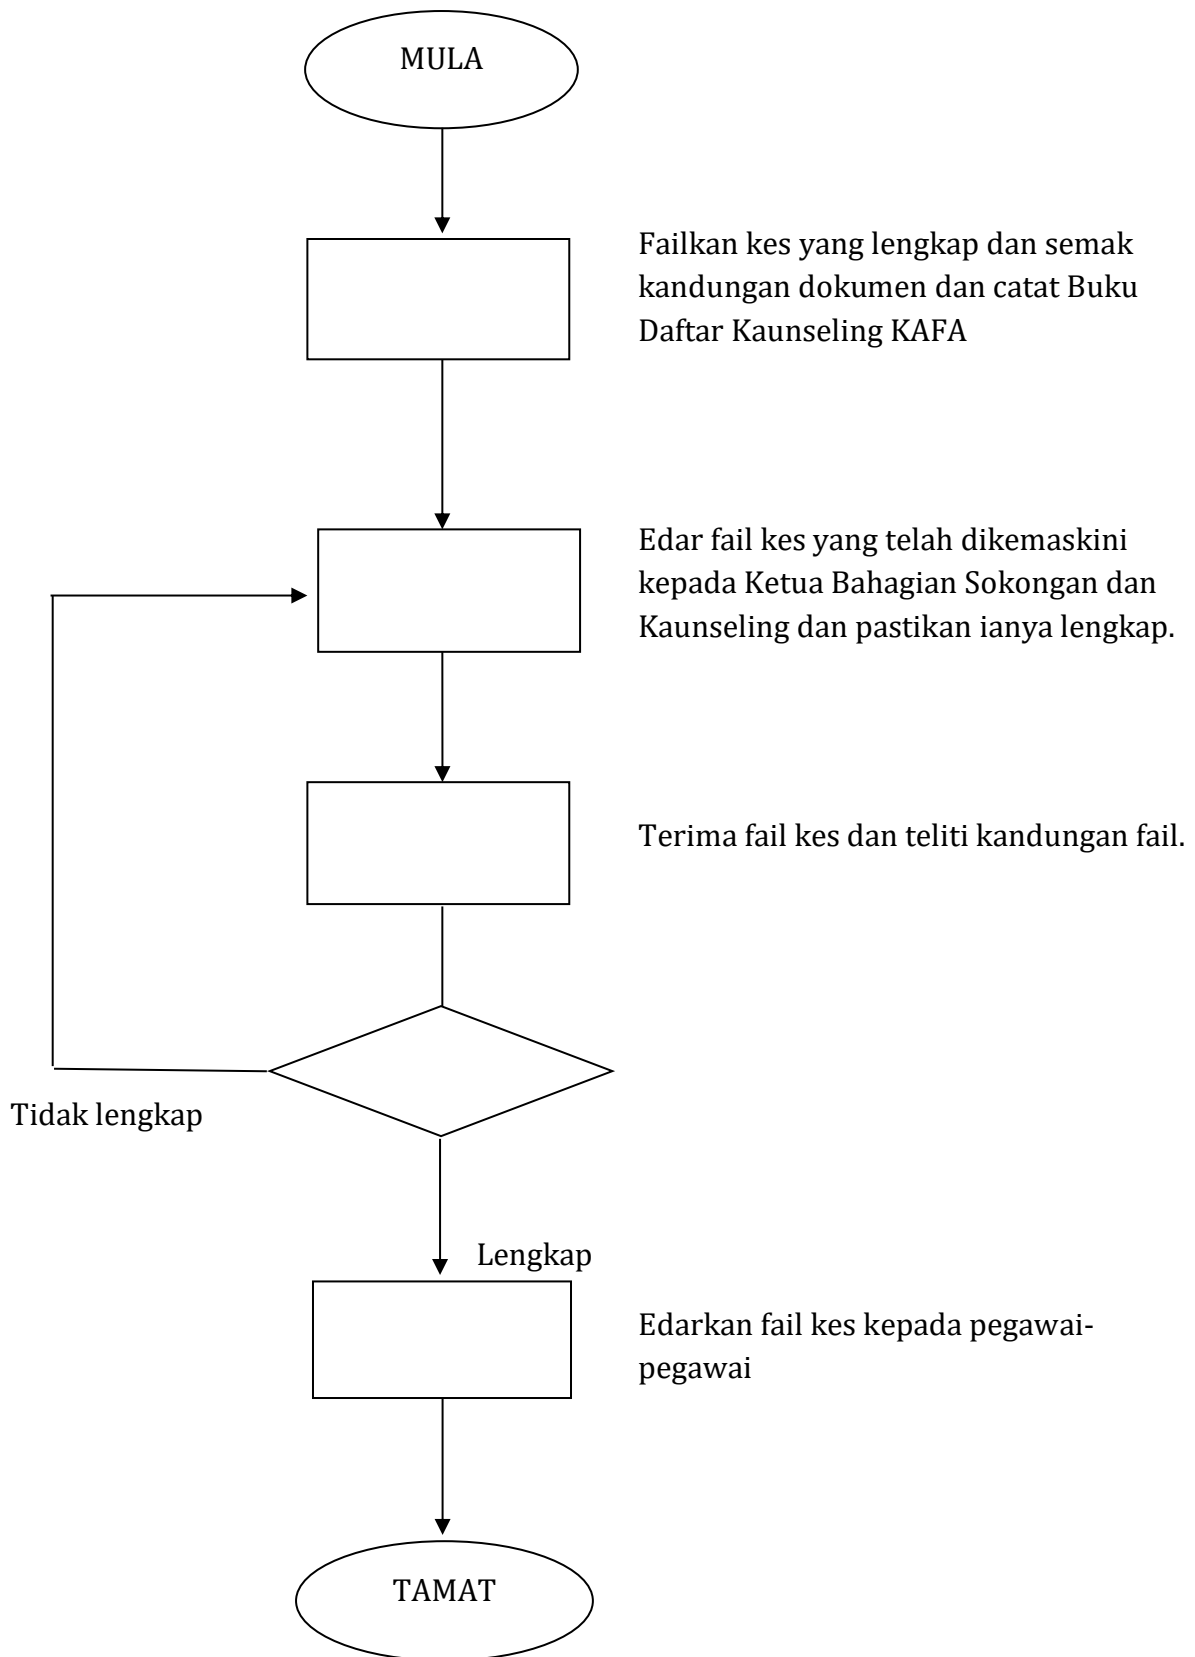 MULA
Failkan kes yang lengkap dan semak
kandungan dokumen dan catat Buku
Daftar Kaunseling KAFA
Edar fail kes yang telah dikemaskini
kepada Ketua Bahagian Sokongan dan
Kaunseling dan pastikan ianya lengkap.
Terima fail kes dan teliti kandungan fail.
Tidak lengkap
Lengkap
Edarkan fail kes kepada pegawai-
pegawai
TAMAT